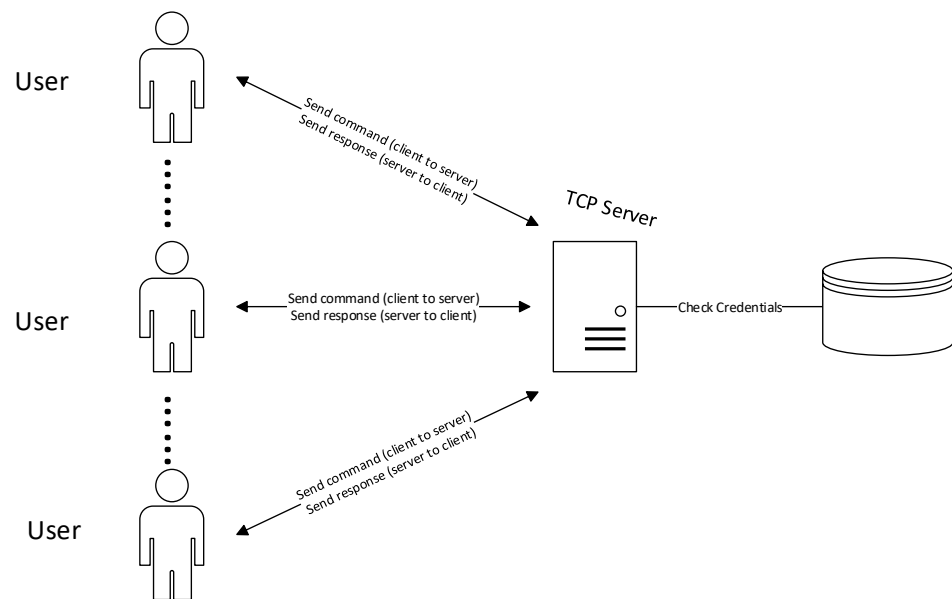 User
Send command (client to server)
Send response (server to client)
TCP Server
User
Send command (client to server)
Send response (server to client)
Check Credentials
User
Send command (client to server)
Send response (server to client)